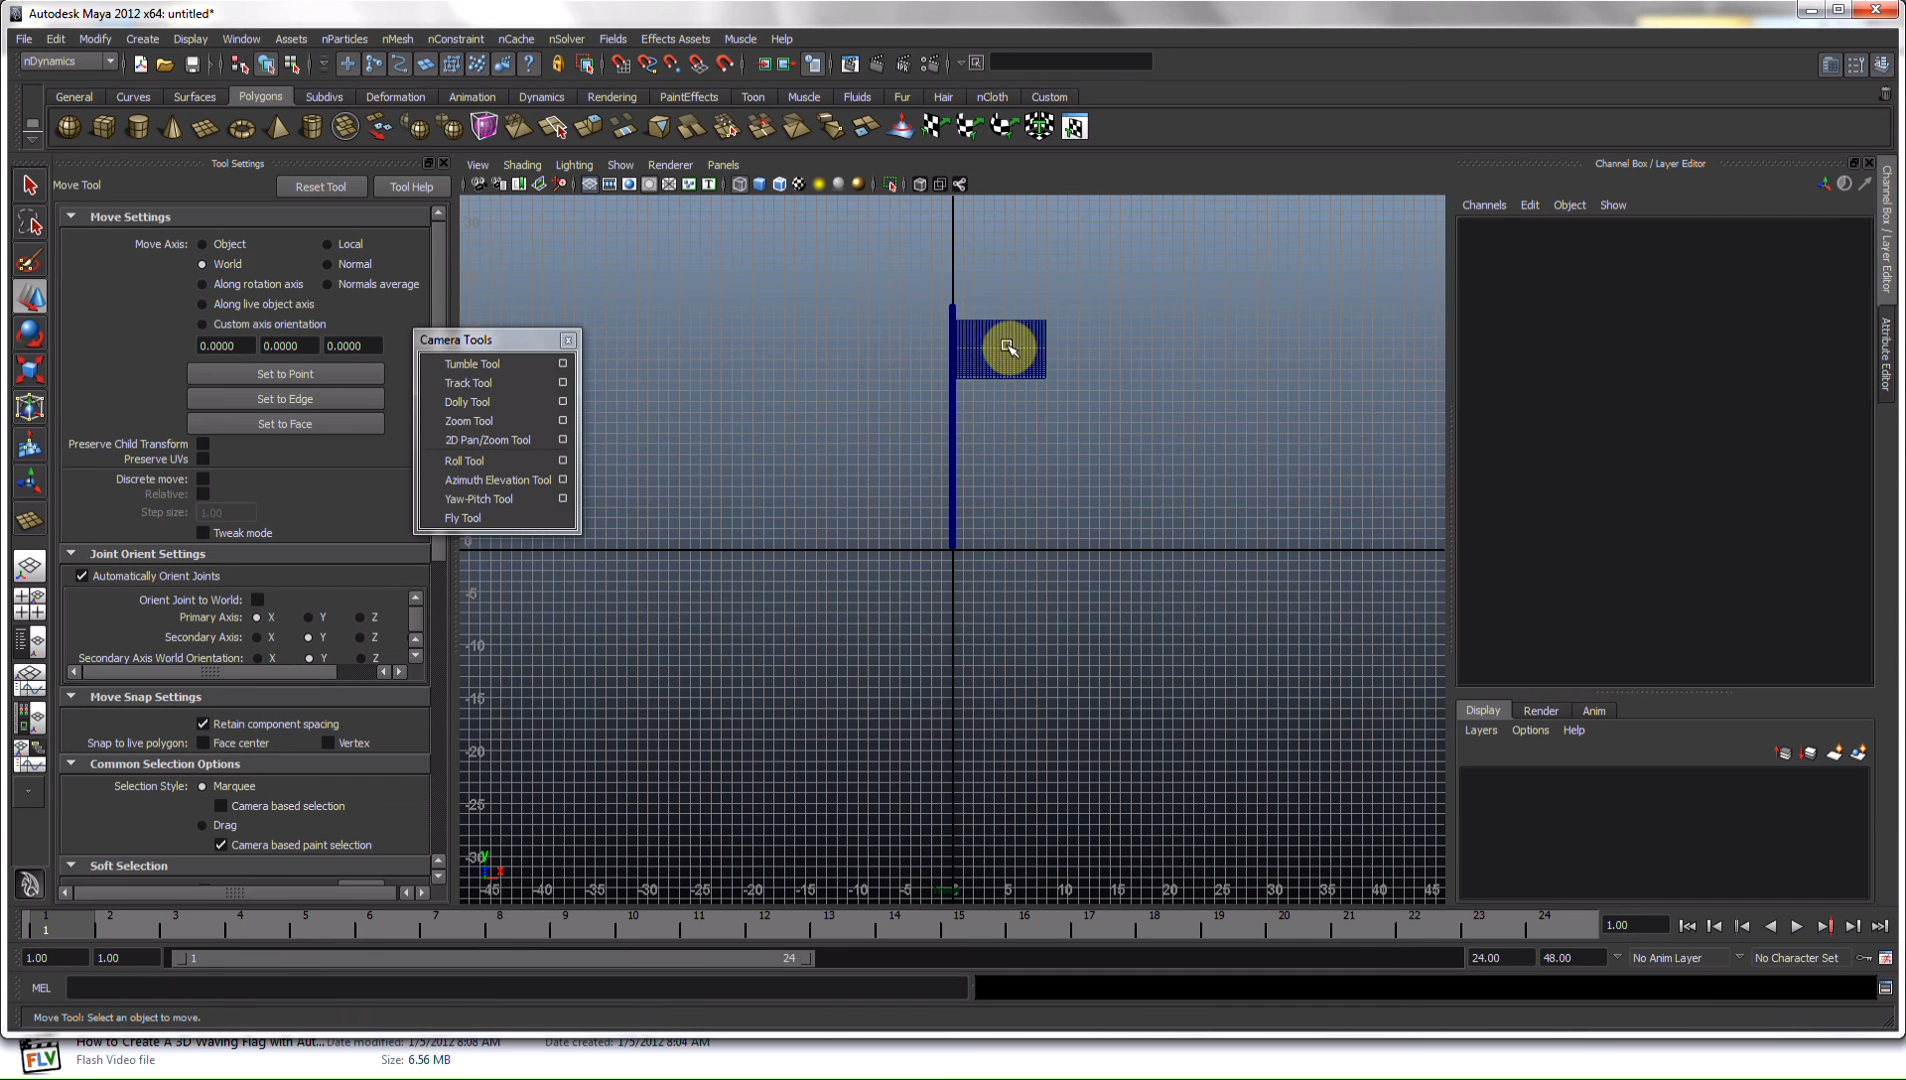 Autodesk Maya 2012 x64: untitled*
File Edit Modify Create Display Window Assets nParticles nMesh nConstraint nCache nSolver Fields Effects Assets Muscle Help
nDynamics
General Curves Surfaces Polygons Subdivs Deformation Animation Dynamics Rendering PaintEffects Toon Muscle Fluids Fur Hair nCloth Custom
Tool Settings
Move Tool Reset Tool Tool Help
Move Settings
Move Axis: Object Local
World Normal
Along rotation axis Normals average
Along live object axis
Custom axis orientation
0.0000 0.0000 0.0000
Set to Point
Set to Edge
Set to Face
Preserve Child Transform
Preserve UVs
Discrete move:
Relative:
Step size: 1.00
Tweak mode
Joint Orient Settings
Automatically Orient Joints
Orient Joint to World:
Primary Axis: X Y Z
Secondary Axis: X Y Z
Secondary Axis World Orientation: X Y Z
Move Snap Settings
Retain component spacing
Snap to live polygon: Face center Vertex
Common Selection Options
Selection Style: Marquee
Camera based selection
Drag
Camera based paint selection
Soft Selection
Camera Tools
Tumble Tool
Track Tool
Dolly Tool
Zoom Tool
2D Pan/Zoom Tool
Roll Tool
Azimuth Elevation Tool
Yaw-Pitch Tool
Fly Tool
View Shading Lighting Show Renderer Panels
30
0
-5
-10
-15
-20
-25
-30
y
x
-45 -40 -35 -30 -25 -20 -15 -10 -5 5 10 15 20 25 30 35 40 45
Channel Box / Layer Editor
Channels Edit Object Show
Channel Box / Layer Editor
Attribute Editor
Display Render Anim
Layers Options Help
1 2 3 4 5 6 7 8 9 10 11 12 13 14 15 16 17 18 19 20 21 22 23 24
1
1.00
1.00 1.00 1 24 24.00 48.00 No Anim Layer No Character Set
MEL
Move Tool: Select an object to move.
How to Create A 3D Waving Flag with Aut... Date modified: 1/5/2012 8:08 AM Date created: 1/5/2012 8:04 AM
FLV Flash Video file Size: 6.56 MB